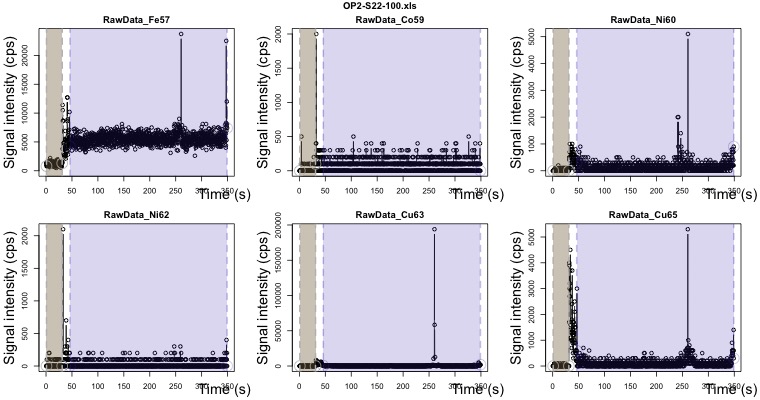 OP2-S22-100.xls
RawData_Fe57
RawData_Co59
RawData_Ni60
Signal intensity (cps)
0
5000
10000
15000
20000
0 50 100 150 200 250 300 350
Time (s)
Signal intensity (cps)
0
500
1000
1500
2000
0 50 100 150 200 250 300 350
Time (s)
Signal intensity (cps)
0
1000
2000
3000
4000
5000
0 50 100 150 200 250 300 350
Time (s)
RawData_Ni62
RawData_Cu63
RawData_Cu65
Signal intensity (cps)
0
500
1000
1500
2000
0 50 100 150 200 250 300 350
Time (s)
Signal intensity (cps)
0
50000
100000
150000
200000
0 50 100 150 200 250 300 350
Time (s)
Signal intensity (cps)
0
1000
2000
3000
4000
5000
0 50 100 150 200 250 300 350
Time (s)